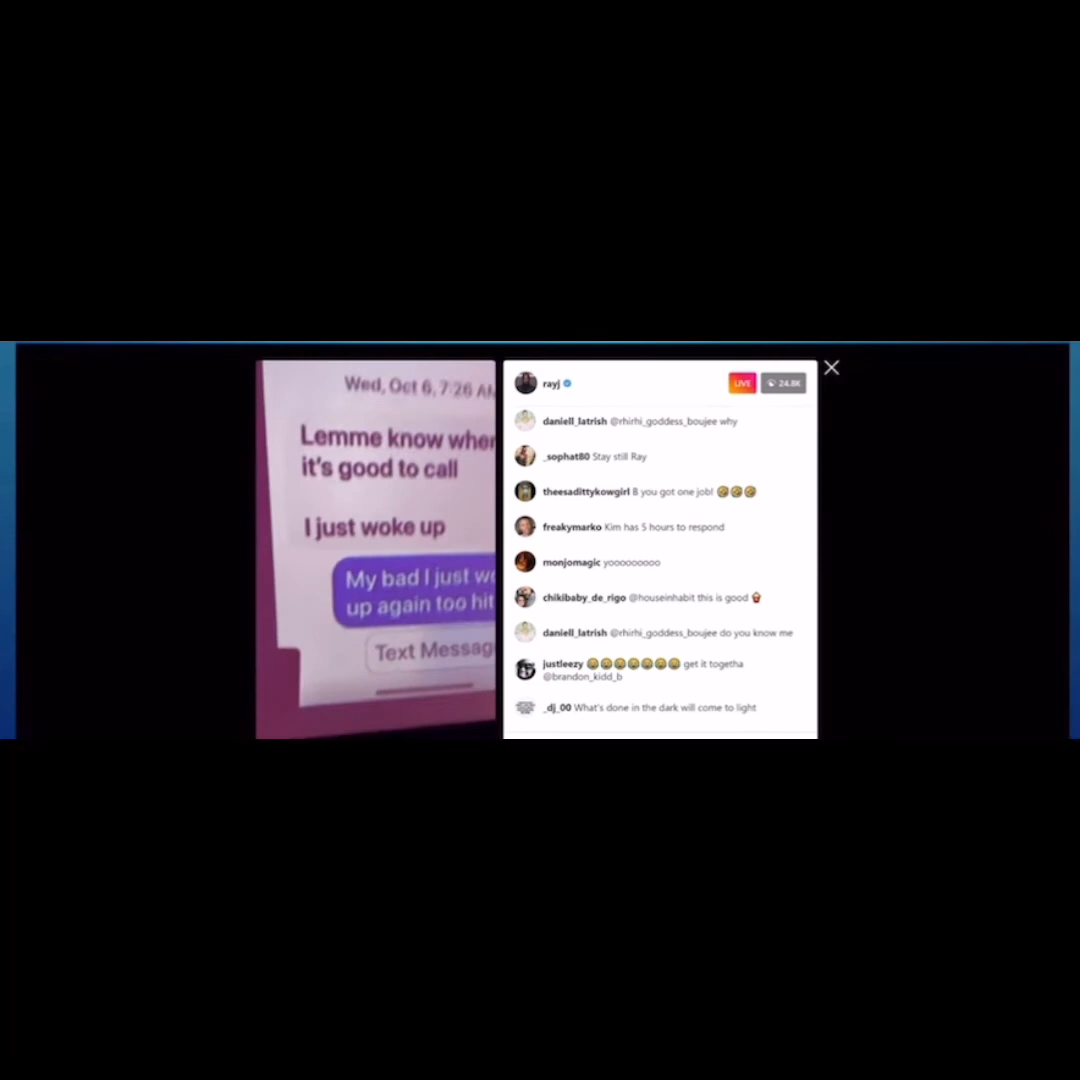 Wed, Oct 6, 7:26 AM
Lemme know when
it's good to call
I just woke up
My bad I just wo
up again too hit
Text Messag
rayj
LIVE
24.8K
daniell_latrish @rhirhi_goddess_boujee why
_sophat80 Stay still Ray
theesadittykowgirl B you got one job! 🤣🤣🤣
freakymarko Kim has 5 hours to respond
monjomagic yooooooooo
chikibaby_de_rigo @houseinhabit this is good 🍿
daniell_latrish @rhirhi_goddess_boujee do you know me
justleezy 😂😂😂😂😂😂😂 get it togetha
@brandon_kidd_b
_dj_00 What's done in the dark will come to light